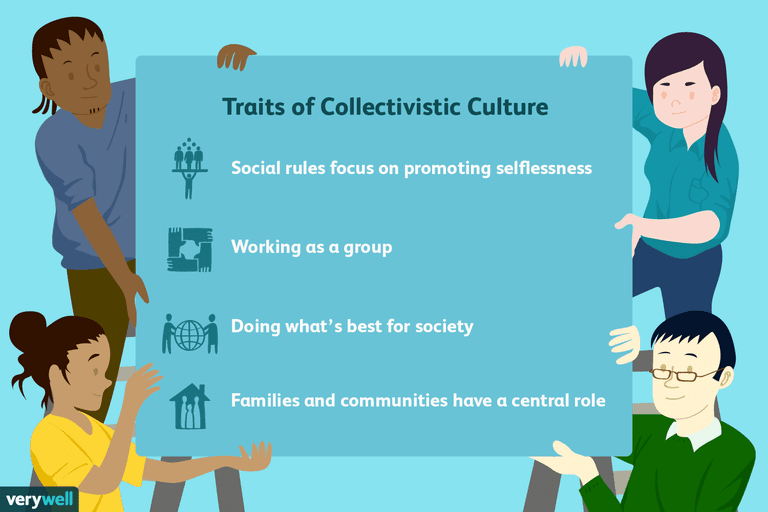 Traits of Collectivistic Culture
Social rules focus on promoting selflessness
Working as a group
Doing what's best for society
Families and communities have a central role
verywell